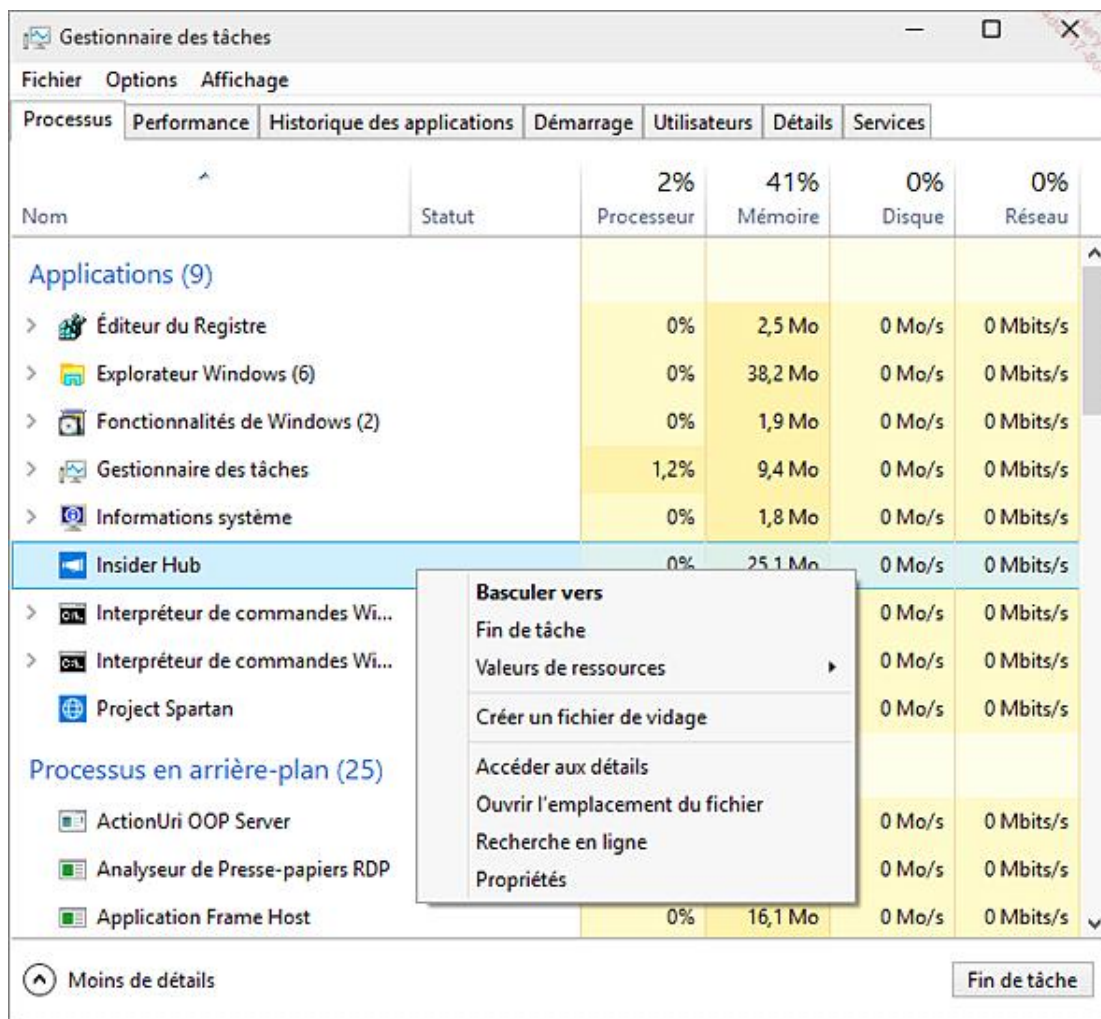 Gestionnaire des tâches
Fichier Options Affichage
Processus Performance Historique des applications Démarrage Utilisateurs Détails Services
2% 41% 0% 0%
Nom Statut Processeur Mémoire Disque Réseau
Applications (9)
Éditeur du Registre 0% 2,5 Mo 0 Mo/s 0 Mbits/s
Explorateur Windows (6) 0% 38,2 Mo 0 Mo/s 0 Mbits/s
Fonctionnalités de Windows (2) 0% 1,9 Mo 0 Mo/s 0 Mbits/s
Gestionnaire des tâches 1,2% 9,4 Mo 0 Mo/s 0 Mbits/s
Informations système 0% 1,8 Mo 0 Mo/s 0 Mbits/s
Insider Hub 0% 25,1 Mo 0 Mo/s 0 Mbits/s
Interpréteur de commandes Wi... 0 Mo/s 0 Mbits/s
Interpréteur de commandes Wi... 0 Mo/s 0 Mbits/s
Project Spartan 0 Mo/s 0 Mbits/s
Basculer vers
Fin de tâche
Valeurs de ressources
Créer un fichier de vidage
Accéder aux détails
Ouvrir l'emplacement du fichier
Recherche en ligne
Propriétés
Processus en arrière-plan (25)
ActionUri OOP Server 0 Mo/s 0 Mbits/s
Analyseur de Presse-papiers RDP 0 Mo/s 0 Mbits/s
Application Frame Host 0% 16,1 Mo 0 Mo/s 0 Mbits/s
Moins de détails Fin de tâche